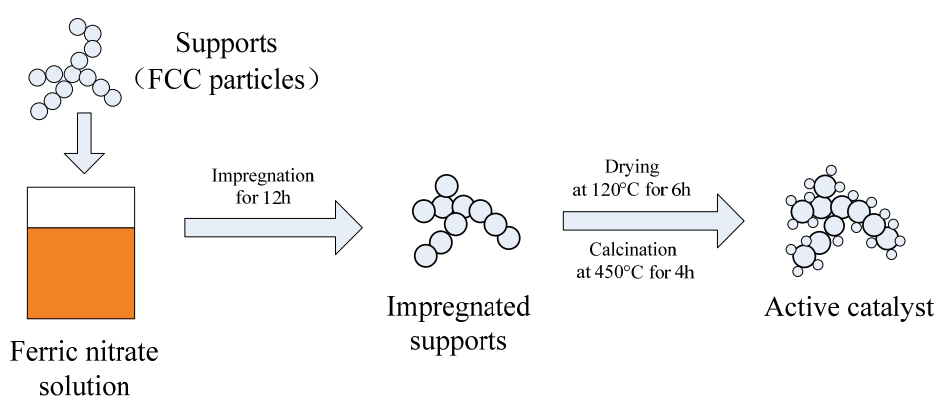 Supports
（FCC particles）
Impregnation
for 12h
Drying
at 120°C for 6h
Calcination
at 450°C for 4h
Ferric nitrate
solution
Impregnated
supports
Active catalyst